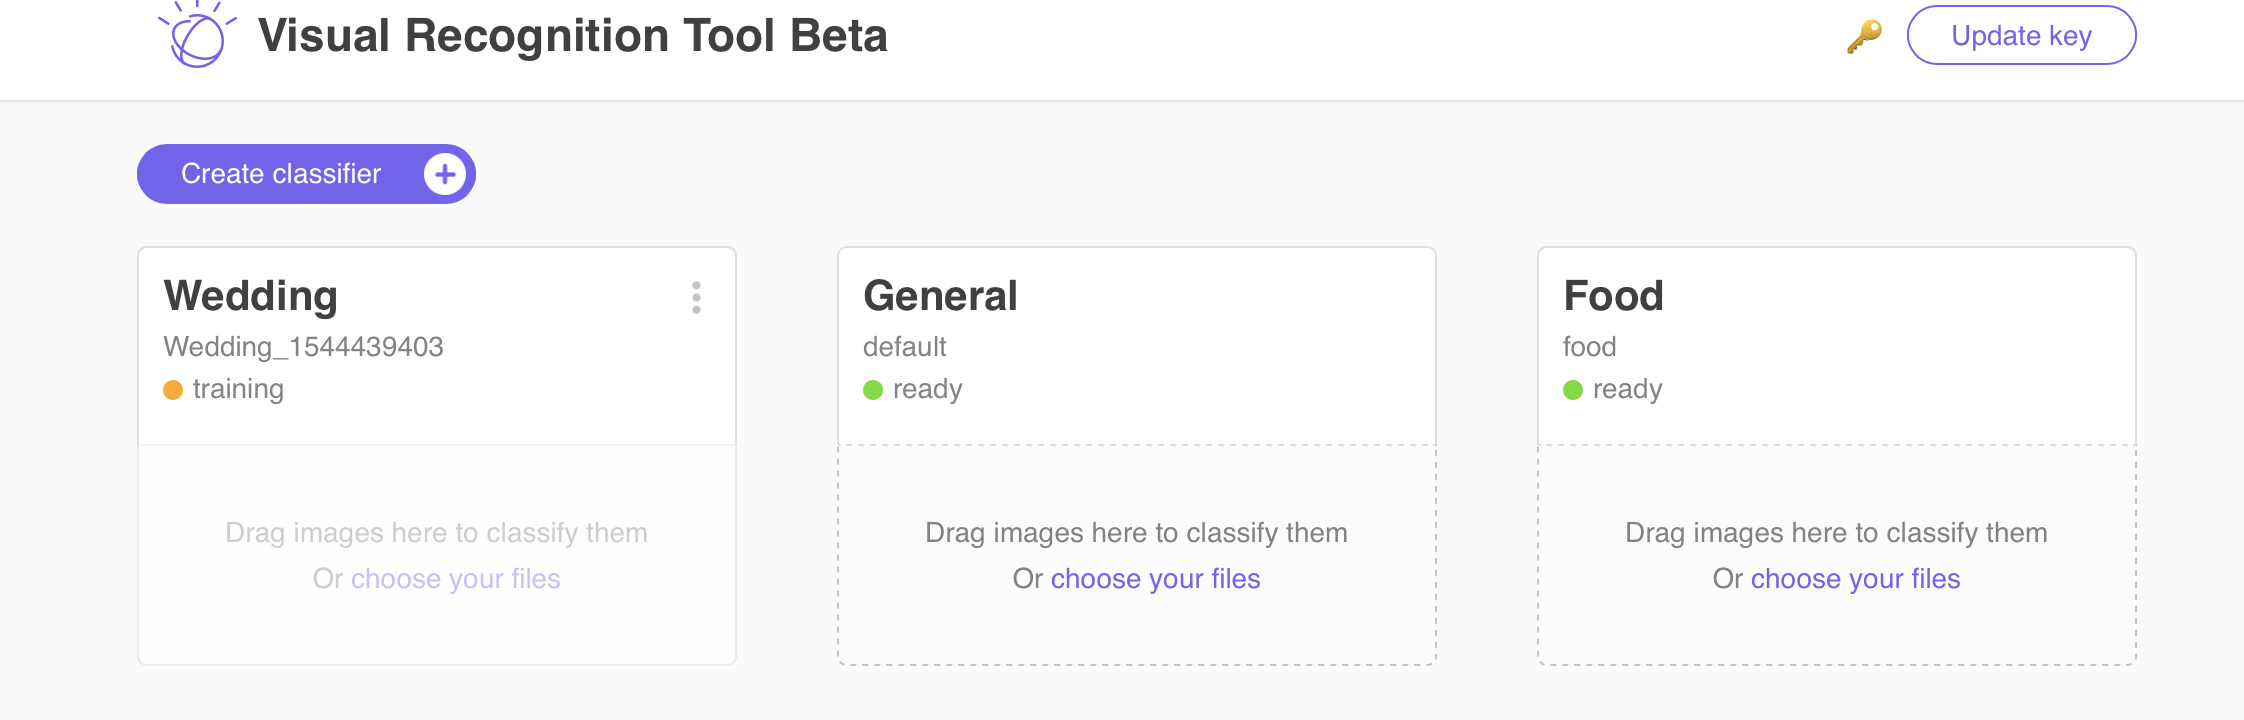 Visual Recognition Tool Beta
Update key
Create classifier
Wedding
Wedding_1544439403
training
Drag images here to classify them
Or choose your files
General
default
ready
Drag images here to classify them
Or choose your files
Food
food
ready
Drag images here to classify them
Or choose your files